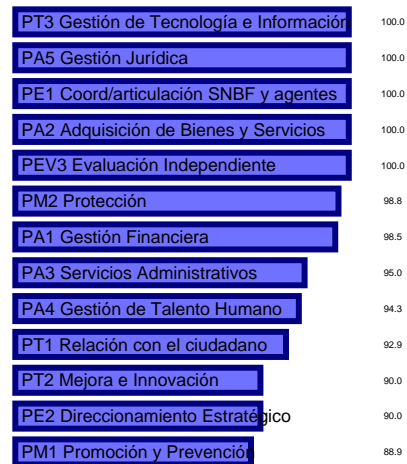 PT3 Gestión de Tecnología e Información 100.0
PA5 Gestión Jurídica 100.0
PE1 Coord/articulación SNBF y agentes 100.0
PA2 Adquisición de Bienes y Servicios 100.0
PEV3 Evaluación Independiente 100.0
PM2 Protección 98.8
PA1 Gestión Financiera 98.5
PA3 Servicios Administrativos 95.0
PA4 Gestión de Talento Humano 94.3
PT1 Relación con el ciudadano 92.9
PT2 Mejora e Innovación 90.0
PE2 Direccionamiento Estratégico 90.0
PM1 Promoción y Prevención 88.9